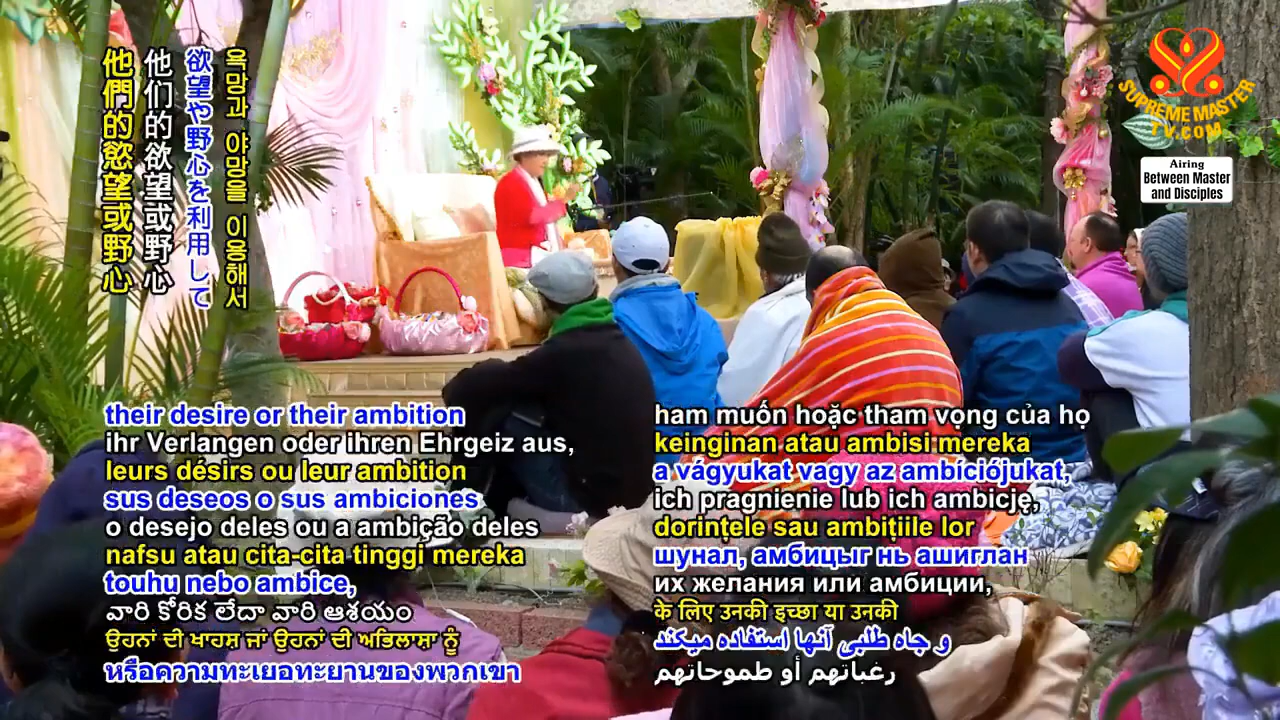 他們的慾望或野心
他们的欲望或野心
欲望や野心を利用して
욕망과 야망을 이용해서
SUPREME MASTER
TV.COM
Airing
Between Master
and Disciples
their desire or their ambition
ihr Verlangen oder ihren Ehrgeiz aus,
leurs désirs ou leur ambition
sus deseos o sus ambiciones
o desejo deles ou a ambição deles
nafsu atau cita-cita tinggi mereka
touhu nebo ambice,
వారి కోరిక లేదా వారి ఆశయం
ਉਹਨਾਂ ਦੀ ਖਾਹਸ਼ ਜਾਂ ਉਹਨਾਂ ਦੀ ਅਭਿਲਾਸ਼ਾ ਨੂੰ
หรือความทะเยอทะยานของพวกเขา
ham muốn hoặc tham vọng của họ
keinginan atau ambisi mereka
a vágyukat vagy az ambíciójukat,
ich pragnienie lub ich ambicję,
dorințele sau ambițiile lor
шунал, амбицыг нь ашиглан
их желания или амбиции,
के लिए उनकी इच्छा या उनकी
و جاه طلبی آنها استفاده میکند
رغباتهم أو طموحاتهم